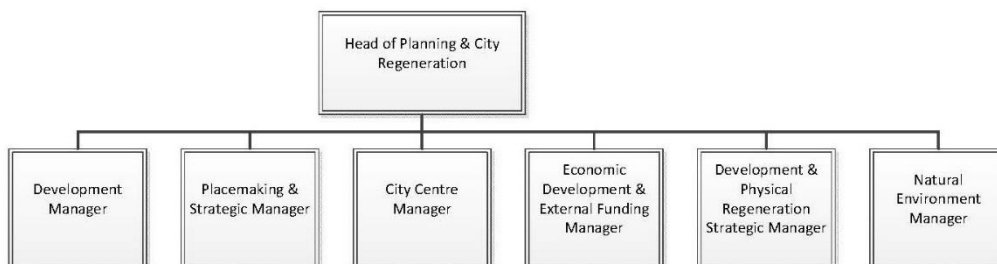 Head of Planning & City
Regeneration
Development
Manager
Placemaking &
Strategic Manager
City Centre
Manager
Economic
Development &
External Funding
Manager
Development &
Physical
Regeneration
Strategic Manager
Natural
Environment
Manager